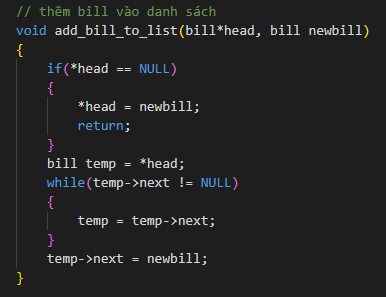 // thêm bill vào danh sách
void add_bill_to_list(bill*head, bill newbill)
{
    if(*head == NULL)
    {
        *head = newbill;
        return;
    }
    bill temp = *head;
    while(temp->next != NULL)
    {
        temp = temp->next;
    }
    temp->next = newbill;
}